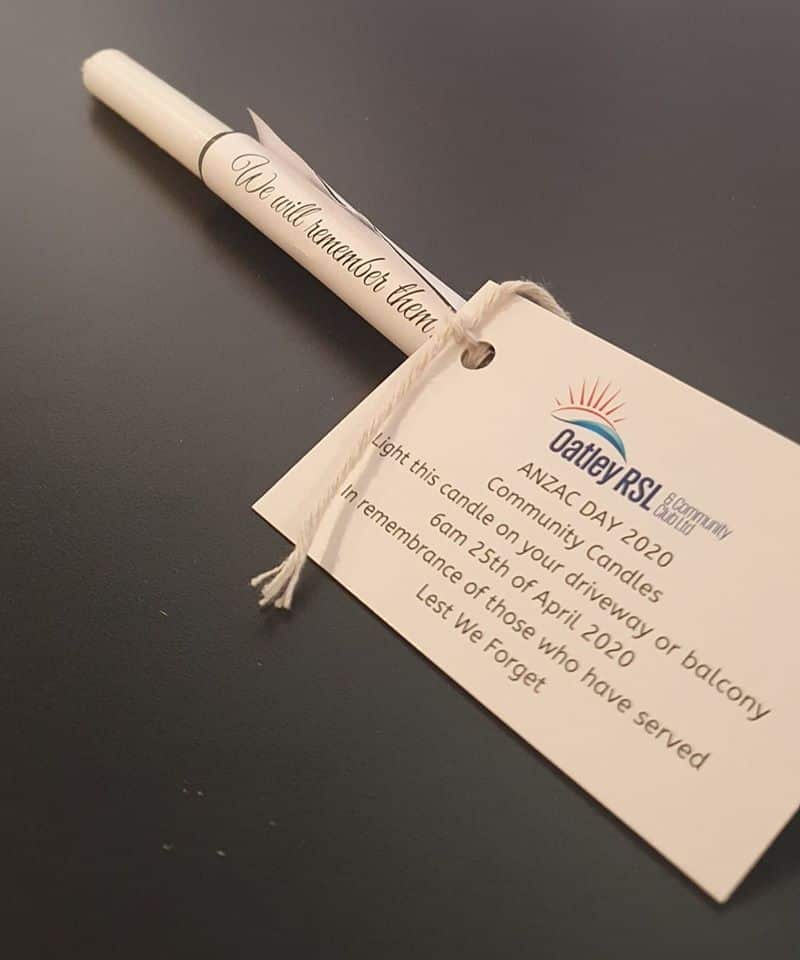 We will remember them.
Oatley RSL
& Community
Club Ltd
ANZAC DAY 2020
Community Candles
Light this candle on your driveway or balcony
6am 25th of April 2020
In remembrance of those who have served
Lest We Forget